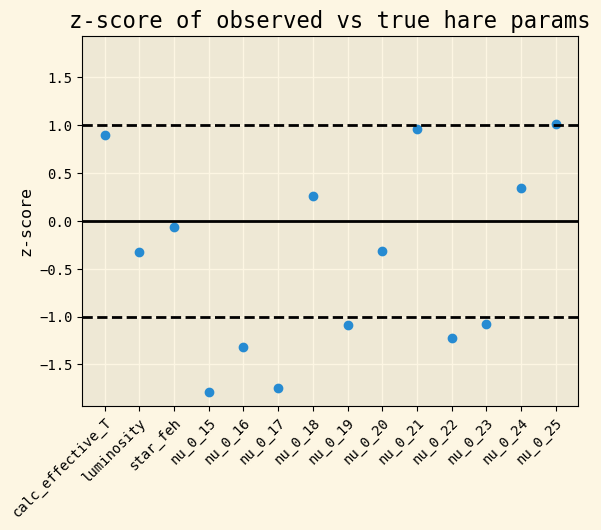 z-score of observed vs true hare params
z-score
1.5
1.0
0.5
0.0
−0.5
−1.0
−1.5
calc_effective_T
luminosity
star_feh
nu_0_15
nu_0_16
nu_0_17
nu_0_18
nu_0_19
nu_0_20
nu_0_21
nu_0_22
nu_0_23
nu_0_24
nu_0_25